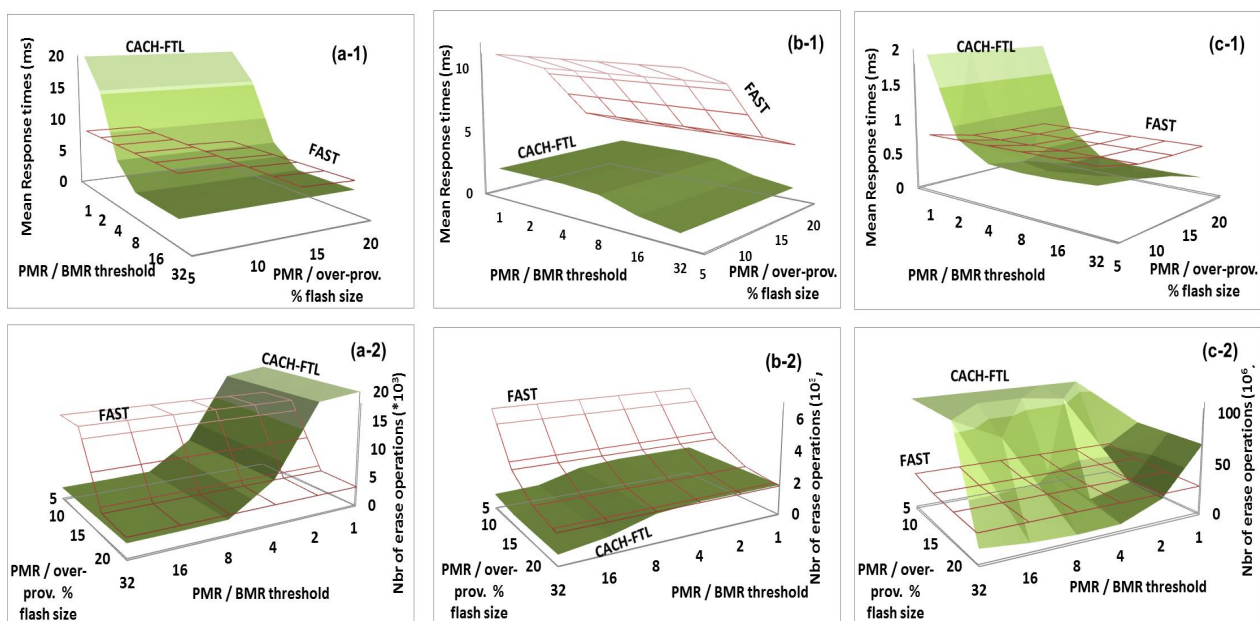 (a-1)
CACH-FTL
FAST
Mean Response times (ms)
20
15
10
5
0
1
2
4
8
16
32
5
10
15
20
PMR / BMR threshold
PMR / over-prov.
% flash size
(b-1)
FAST
CACH-FTL
Mean Response times (ms)
10
5
0
1
2
4
8
16
32
5
10
15
20
PMR / BMR threshold
PMR / over-prov.
% flash size
(c-1)
CACH-FTL
FAST
Mean Response times (ms)
2
1.5
1
0.5
0
1
2
4
8
16
32
5
10
15
20
PMR / BMR threshold
PMR / over-prov.
% flash size
(a-2)
CACH-FTL
FAST
Nbr of erase operations (*10³)
20
15
10
5
0
5
10
15
20
32
16
8
4
2
1
PMR / over-
prov. %
flash size
PMR / BMR threshold
(b-2)
FAST
CACH-FTL
Nbr of erase operations
6
4
2
0
5
10
15
20
32
16
8
4
2
1
PMR / over-
prov. %
flash size
PMR / BMR threshold
(c-2)
CACH-FTL
FAST
Nbr of erase operations (10⁶,
100
50
0
5
10
15
20
32
16
8
4
2
1
PMR / over-
prov. %
flash size
PMR / BMR threshold